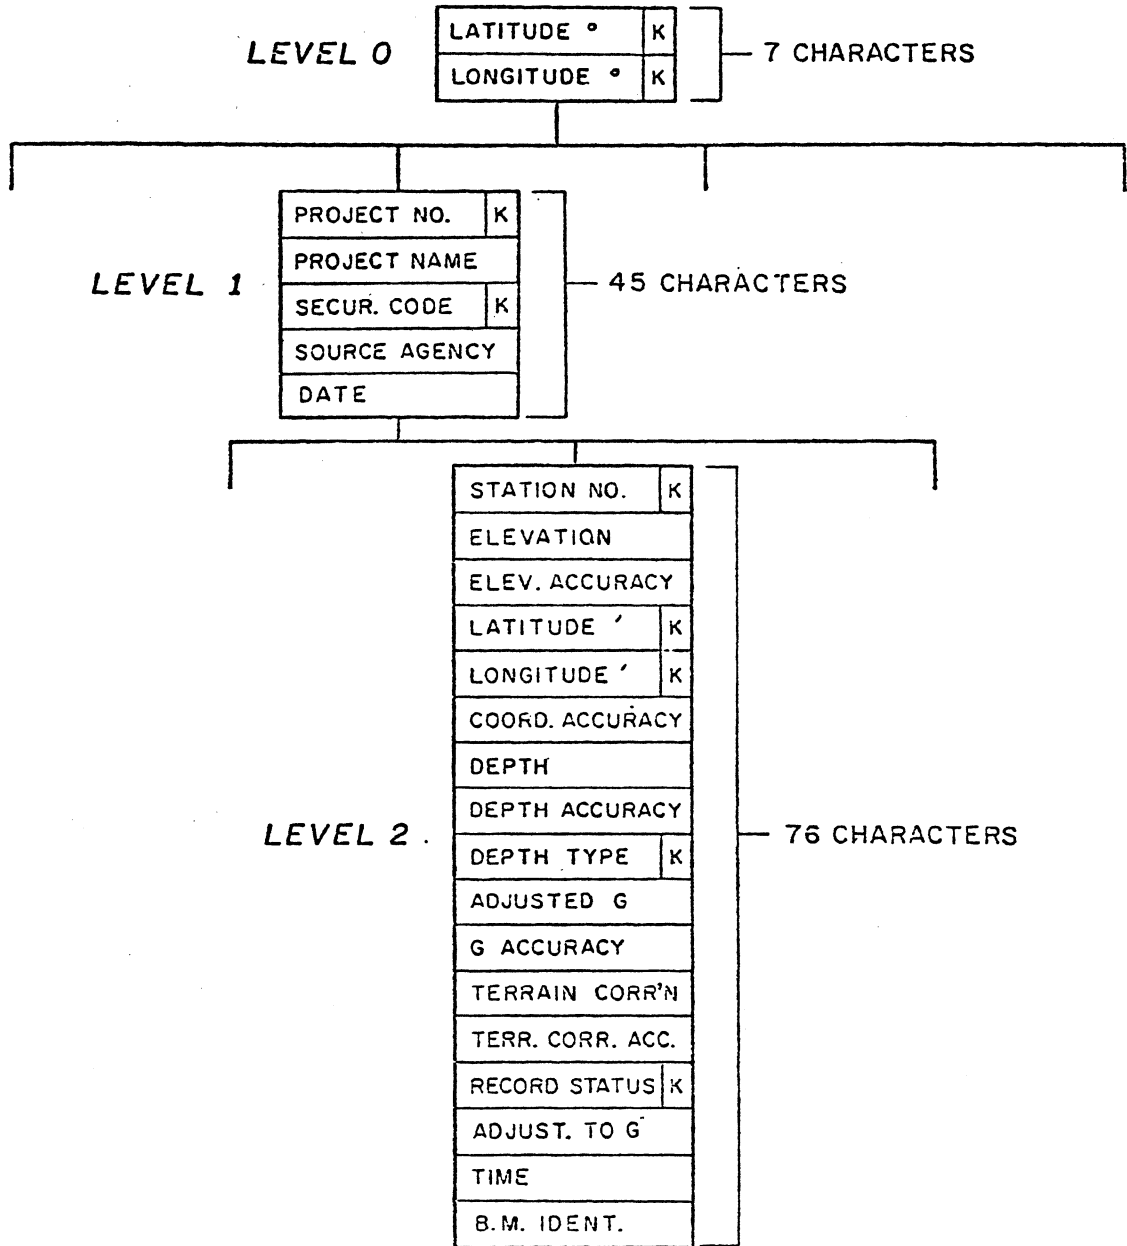 LEVEL 0
LATITUDE ° K
LONGITUDE ° K
7 CHARACTERS
LEVEL 1
PROJECT NO. K
PROJECT NAME
SECUR. CODE K
SOURCE AGENCY
DATE
45 CHARACTERS
LEVEL 2
STATION NO. K
ELEVATION
ELEV. ACCURACY
LATITUDE ' K
LONGITUDE ' K
COORD. ACCURACY
DEPTH
DEPTH ACCURACY
DEPTH TYPE K
ADJUSTED G
G ACCURACY
TERRAIN CORR'N
TERR. CORR. ACC.
RECORD STATUS K
ADJUST. TO G
TIME
B.M. IDENT.
76 CHARACTERS